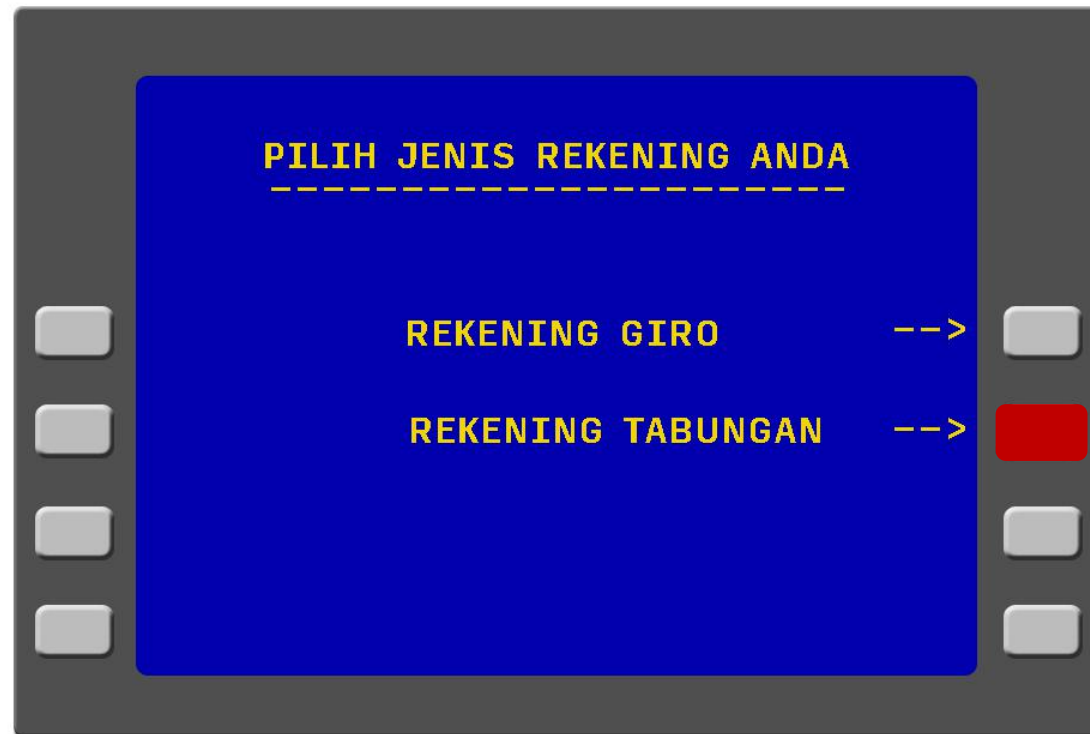 PILIH JENIS REKENING ANDA
----------------------
REKENING GIRO -->
REKENING TABUNGAN -->